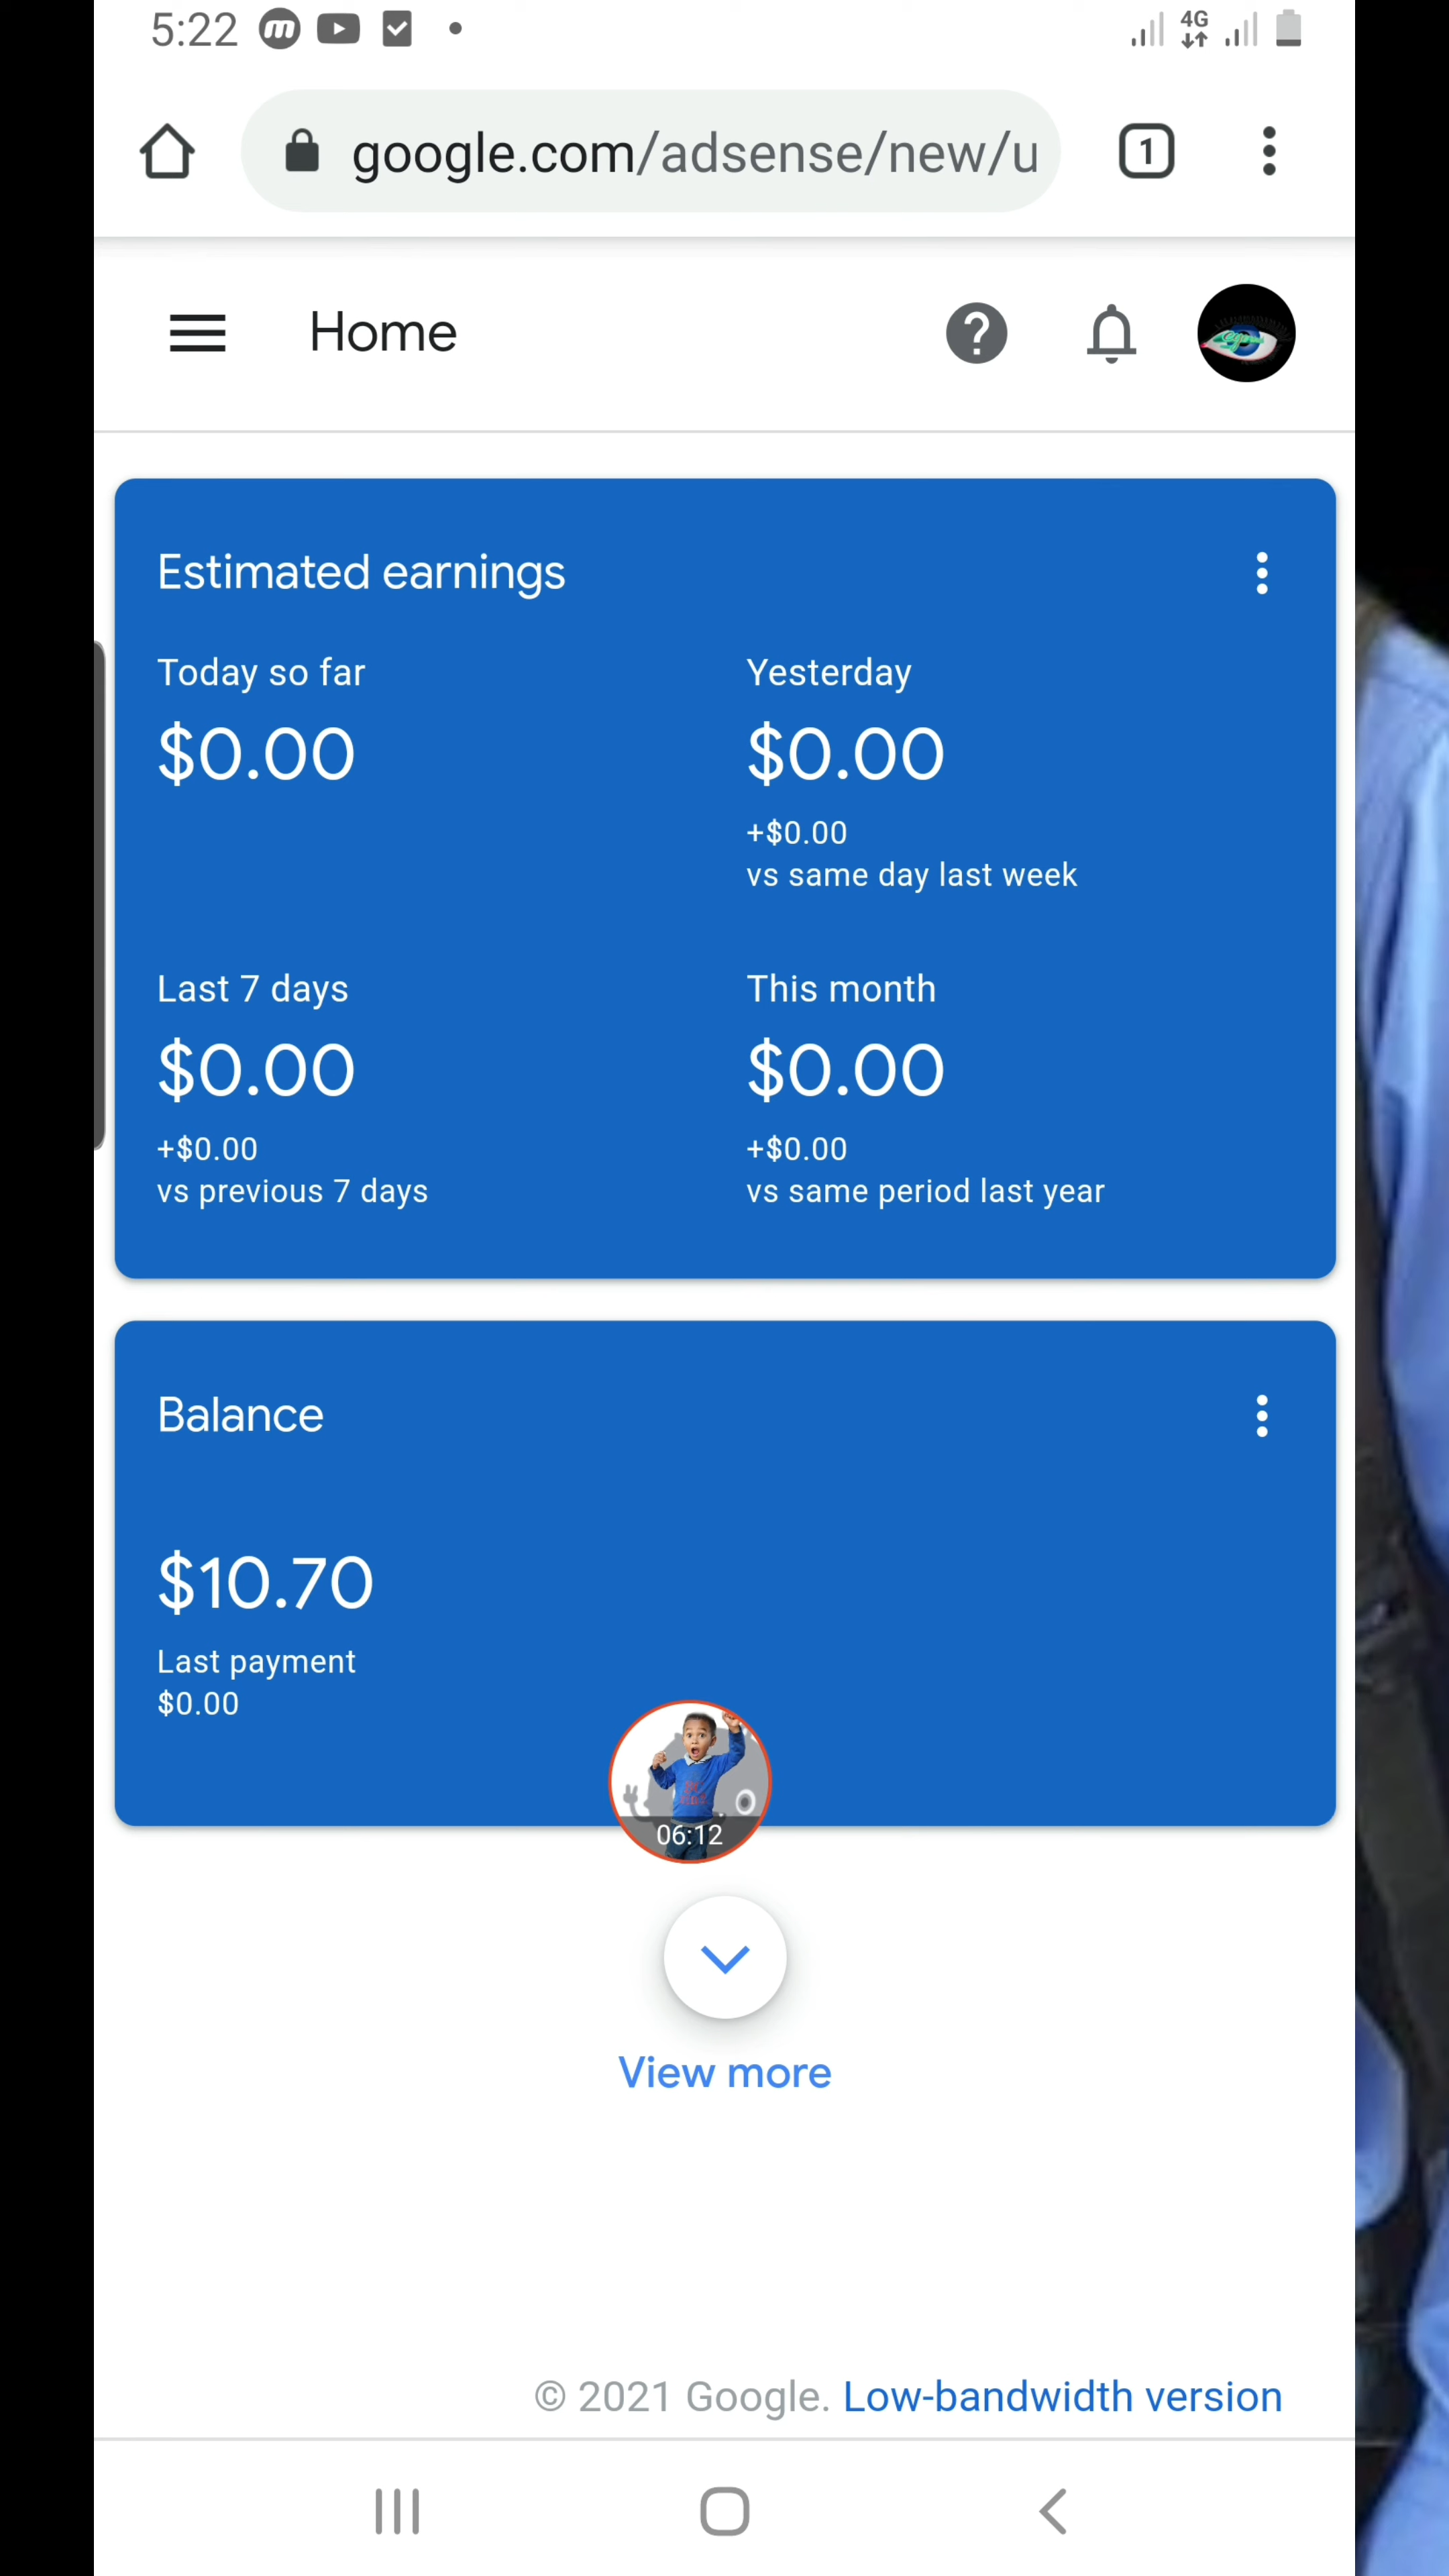 5:22
4G
google.com/adsense/new/u
1
Home
Estimated earnings
Today so far
$0.00
Yesterday
$0.00
+$0.00
vs same day last week
Last 7 days
$0.00
+$0.00
vs previous 7 days
This month
$0.00
+$0.00
vs same period last year
Balance
$10.70
Last payment
$0.00
06:12
View more
© 2021 Google. Low-bandwidth version